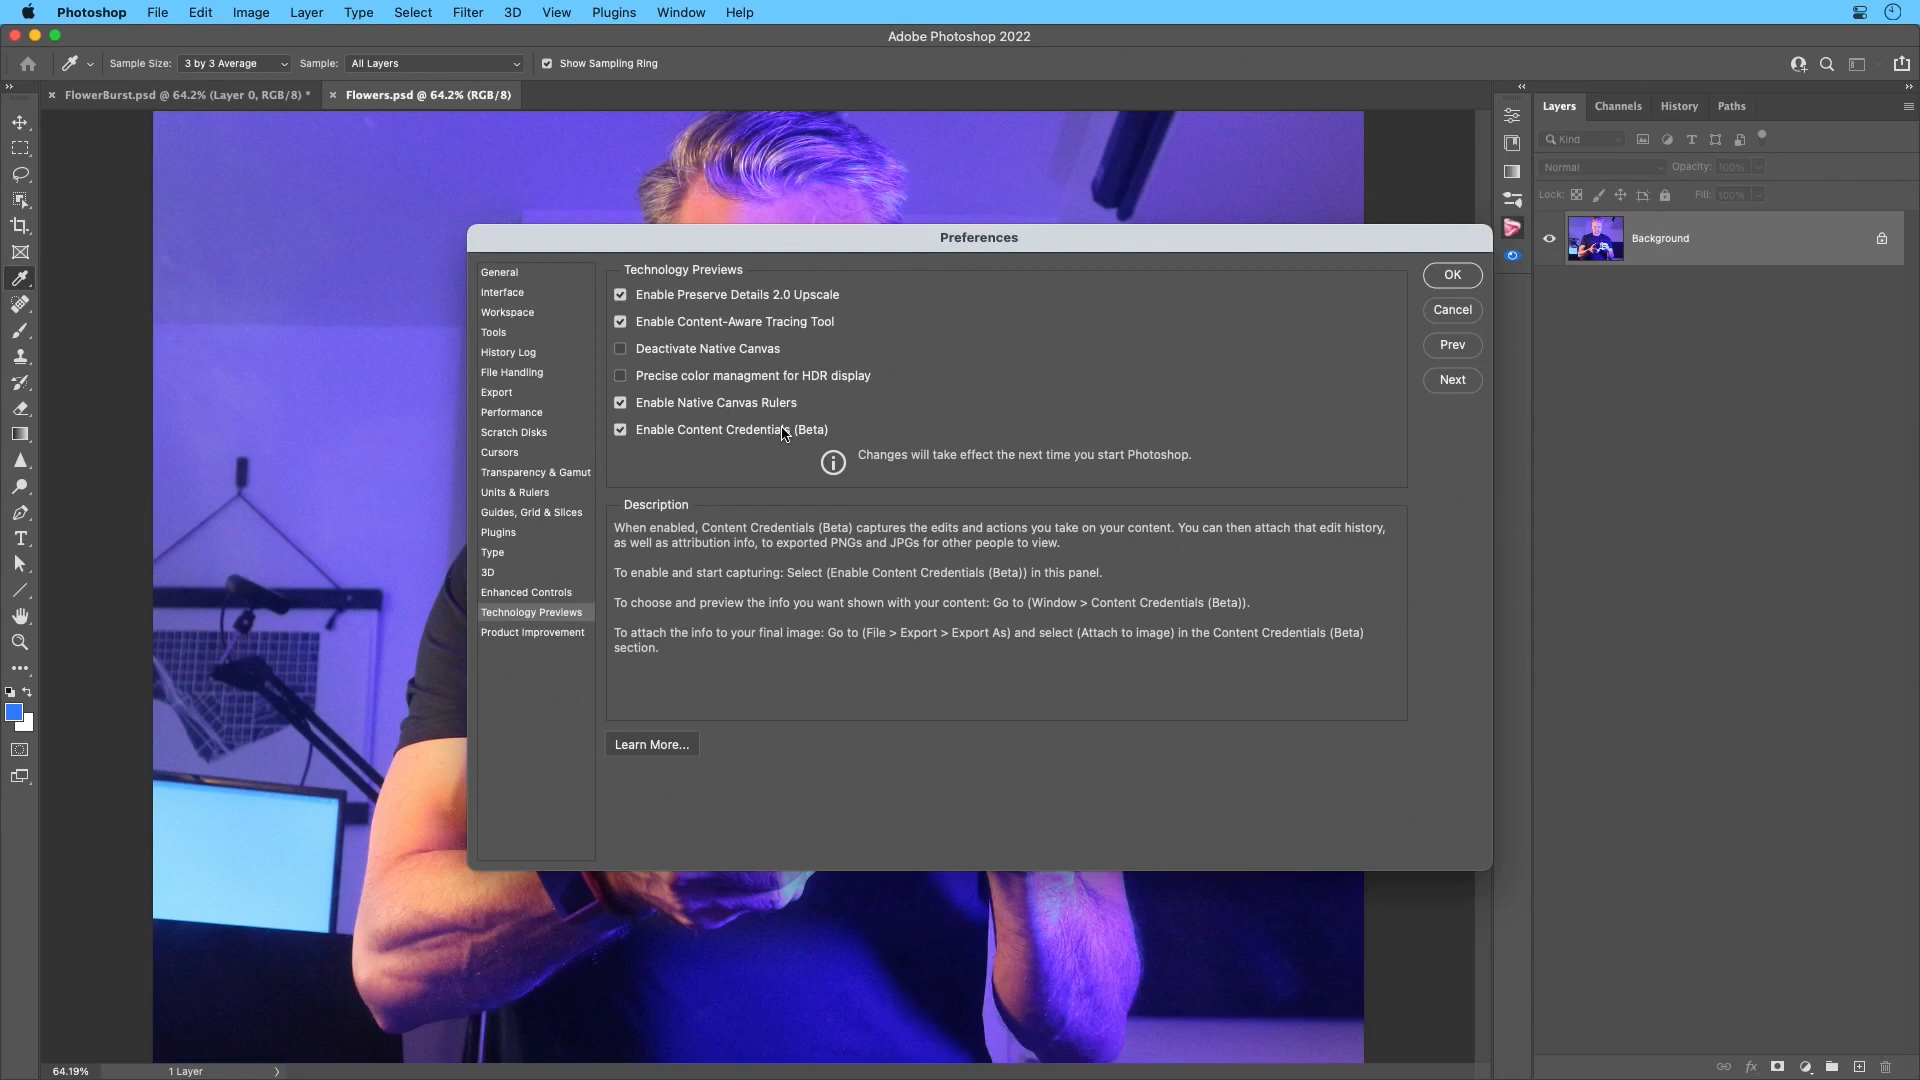 Photoshop File Edit Image Layer Type Select Filter 3D View Plugins Window Help
Adobe Photoshop 2022
Sample Size: 3 by 3 Average Sample: All Layers Show Sampling Ring
FlowerBurst.psd @ 64.2% (Layer 0, RGB/8) *
Flowers.psd @ 64.2% (RGB/8)
Layers Channels History Paths
Kind
Normal Opacity: 100%
Lock: Fill: 100%
Background
Preferences
General
Interface
Workspace
Tools
History Log
File Handling
Export
Performance
Scratch Disks
Cursors
Transparency & Gamut
Units & Rulers
Guides, Grid & Slices
Plugins
Type
3D
Enhanced Controls
Technology Previews
Product Improvement
Technology Previews
Enable Preserve Details 2.0 Upscale
Enable Content-Aware Tracing Tool
Deactivate Native Canvas
Precise color managment for HDR display
Enable Native Canvas Rulers
Enable Content Credentials (Beta)
Changes will take effect the next time you start Photoshop.
Description
When enabled, Content Credentials (Beta) captures the edits and actions you take on your content. You can then attach that edit history,
as well as attribution info, to exported PNGs and JPGs for other people to view.
To enable and start capturing: Select (Enable Content Credentials (Beta)) in this panel.
To choose and preview the info you want shown with your content: Go to (Window > Content Credentials (Beta)).
To attach the info to your final image: Go to (File > Export > Export As) and select (Attach to image) in the Content Credentials (Beta)
section.
Learn More...
OK
Cancel
Prev
Next
64.19% 1 Layer